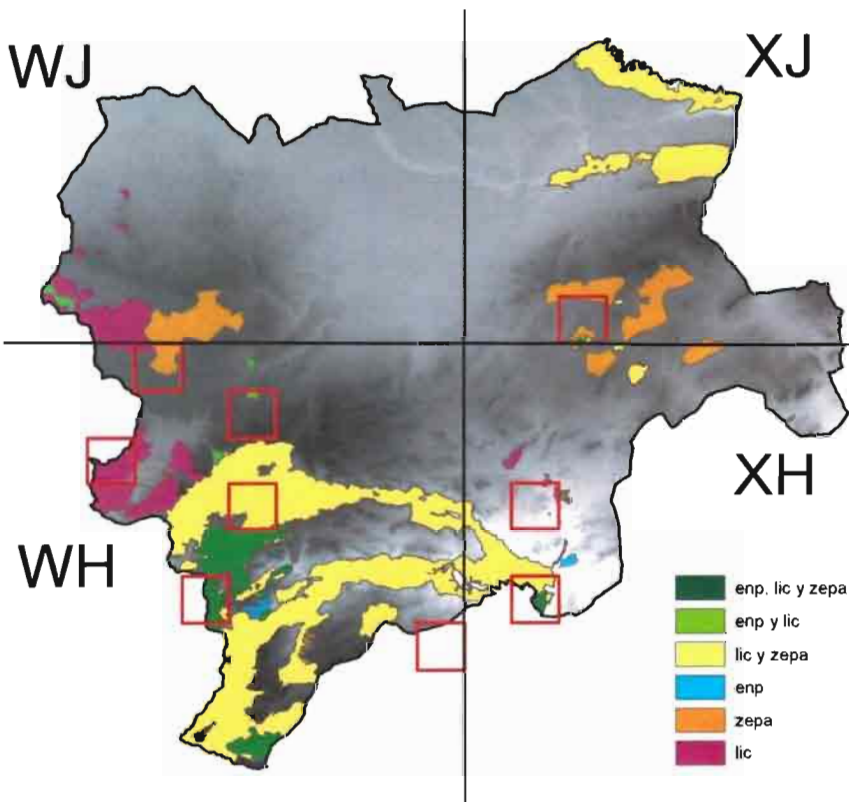 WJ
XJ
WH
XH
enp. lic y zepa
enp y lic
lic y zepa
enp
zepa
lic